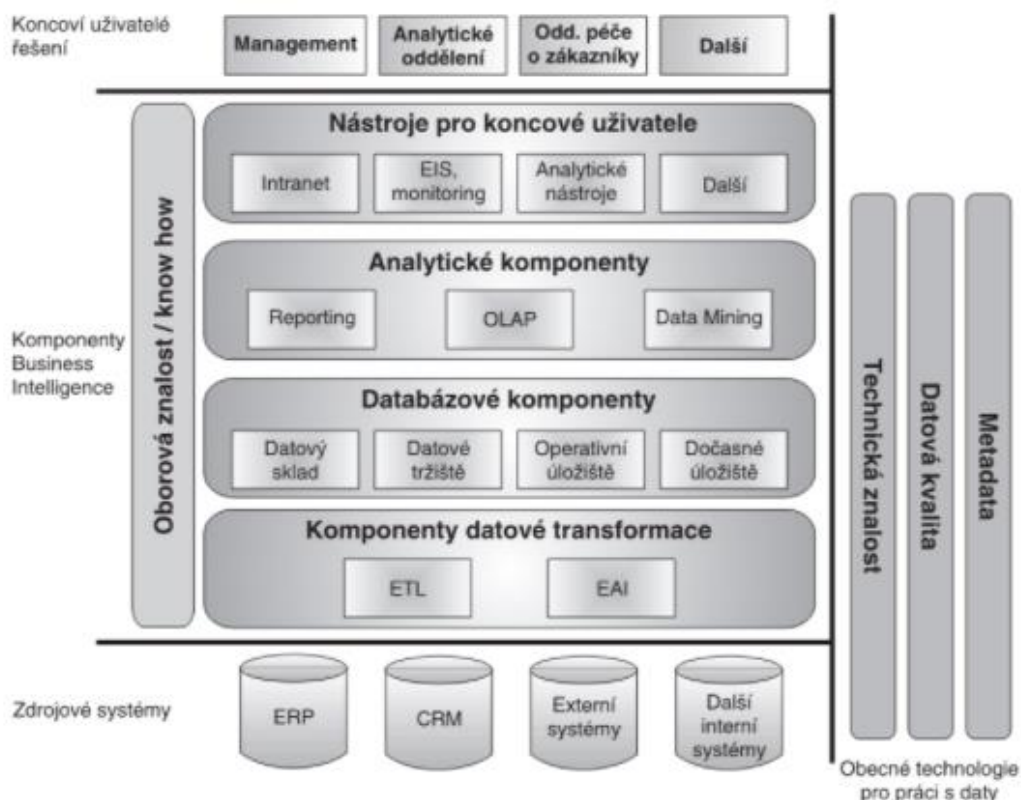 Koncoví uživatelé
řešení
Management
Analytické
oddělení
Odd. péče
o zákazníky
Další
Nástroje pro koncové uživatele
Intranet
EIS,
monitoring
Analytické
nástroje
Další
Analytické komponenty
Reporting
OLAP
Data Mining
Komponenty
Business
Intelligence
Oborová znalost / know how
Databázové komponenty
Datový
sklad
Datové
tržiště
Operativní
úložiště
Dočasné
úložiště
Komponenty datové transformace
ETL
EAI
Technická znalost
Datová kvalita
Metadata
Zdrojové systémy
ERP
CRM
Externí
systémy
Další
interní
systémy
Obecné technologie
pro práci s daty